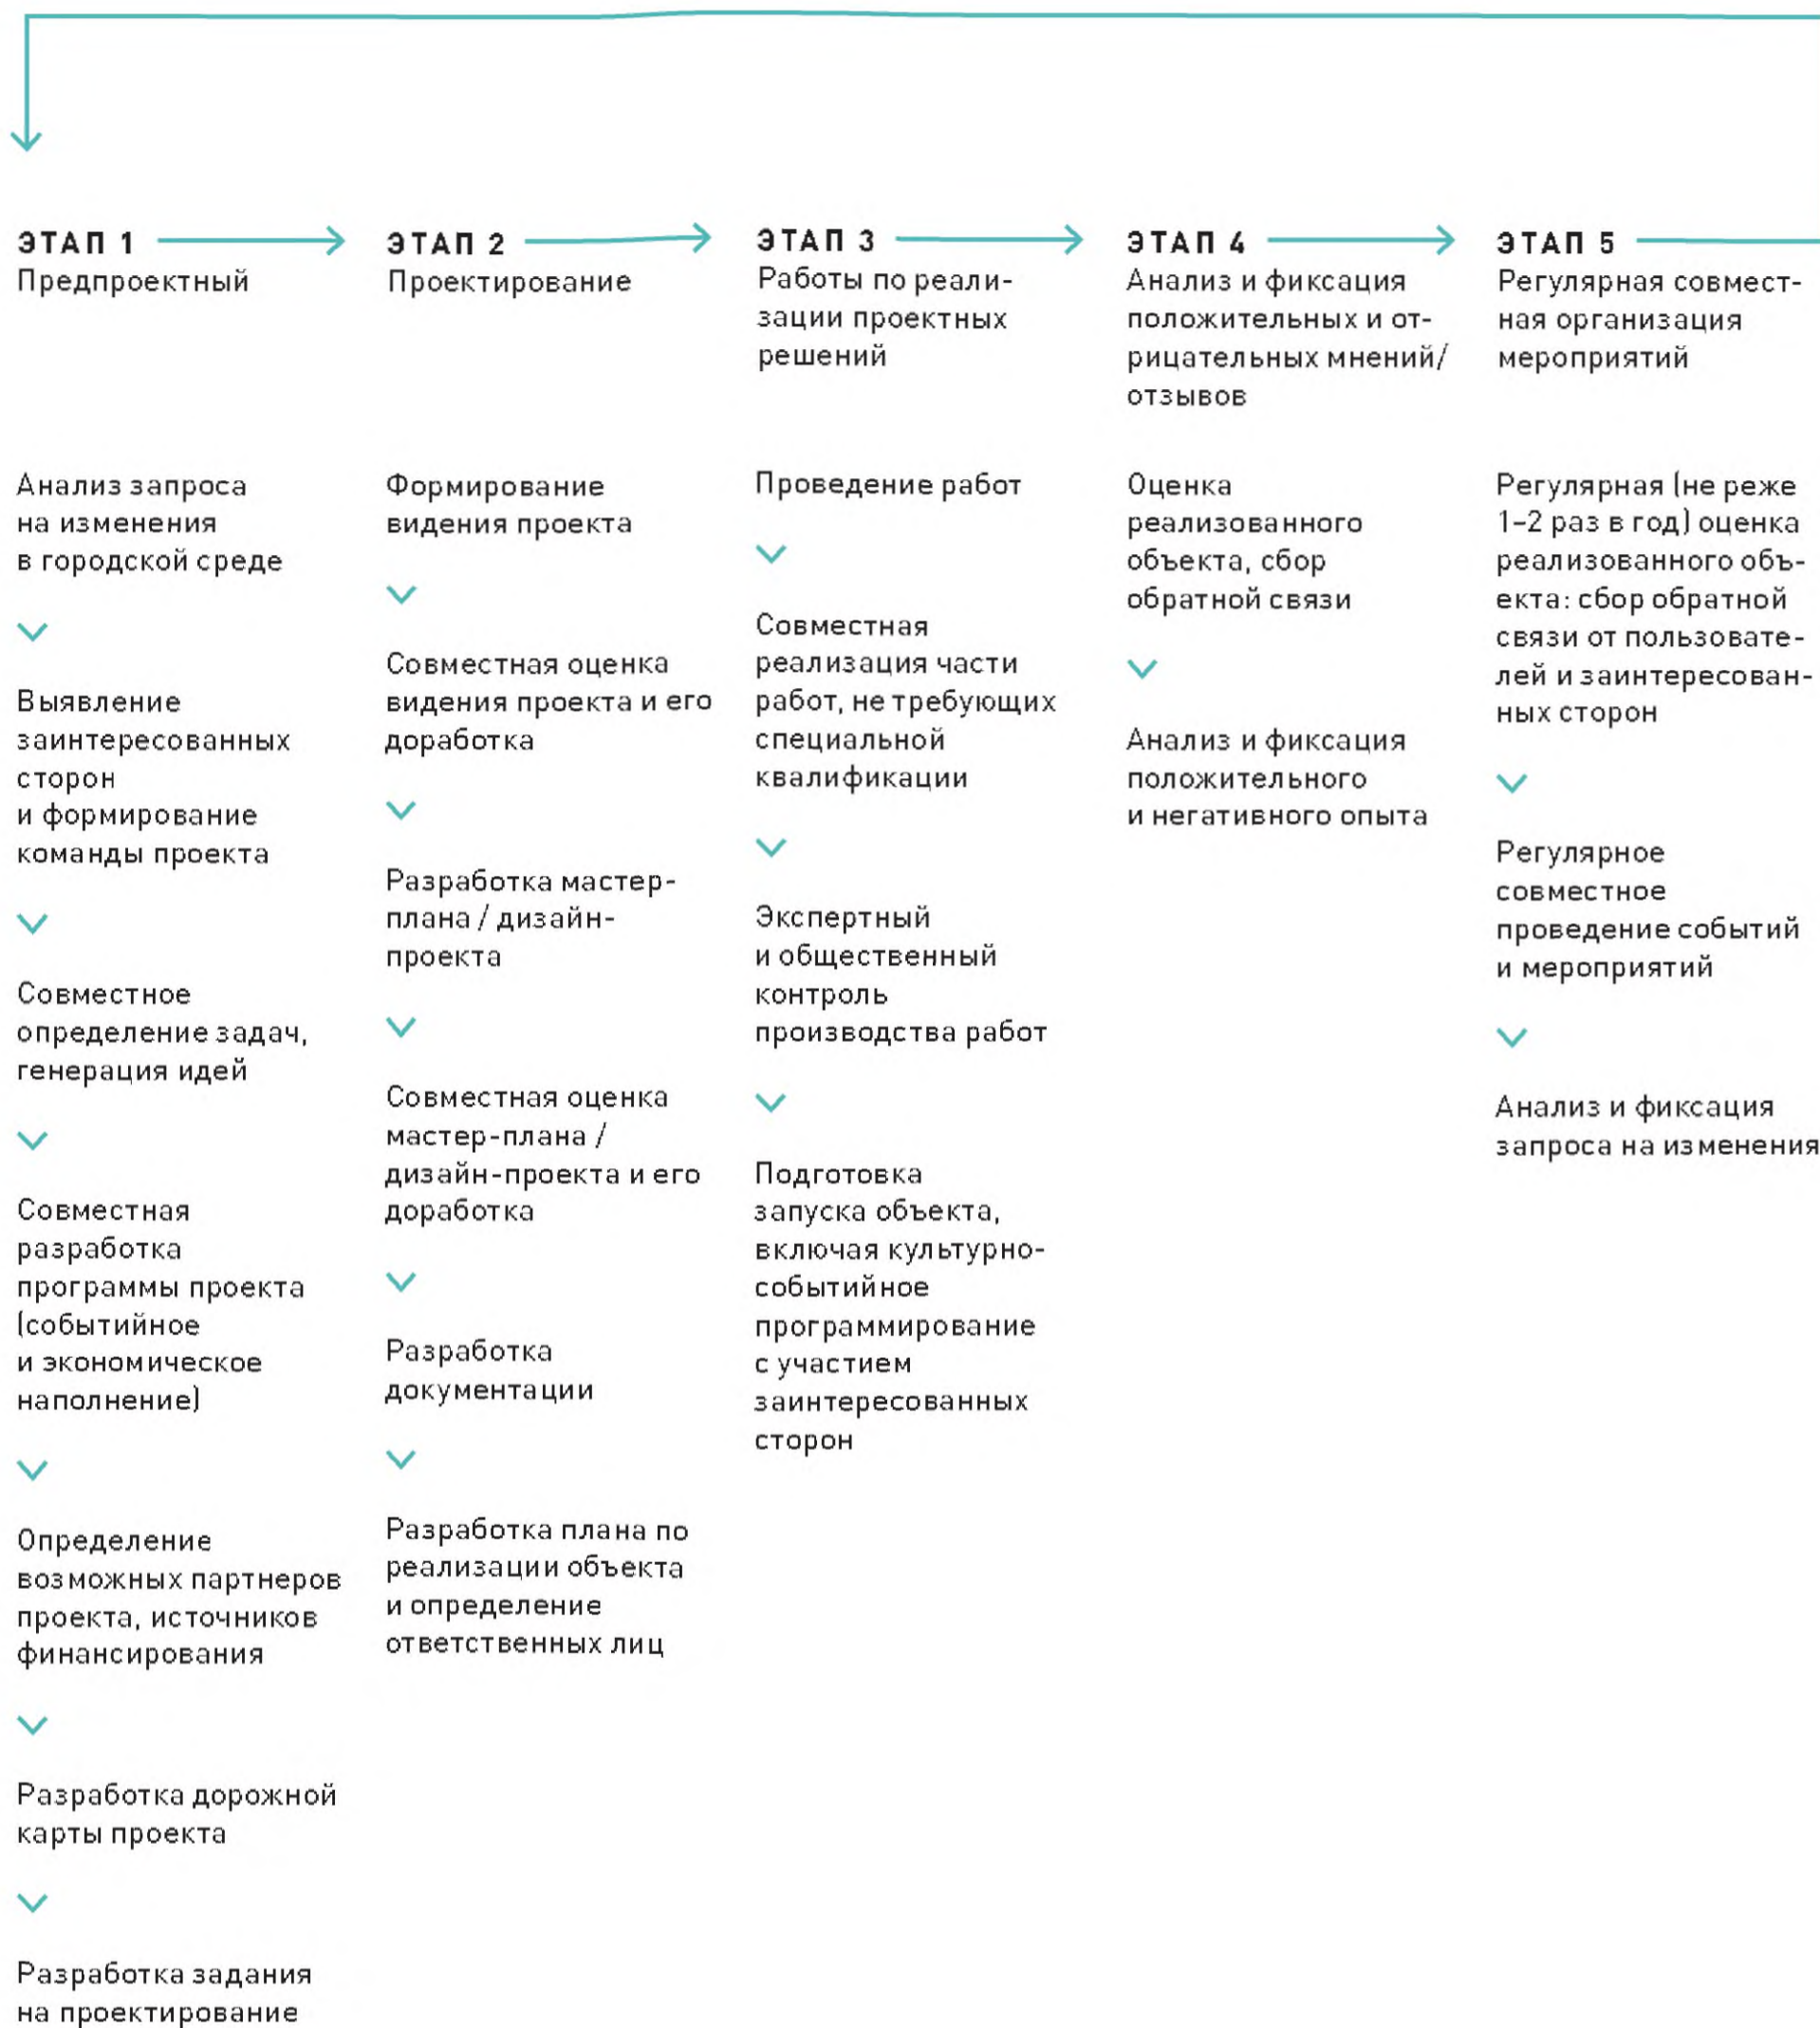 ЭТАП 1
Предпроектный
Анализ запроса
на изменения
в городской среде
Выявление
заинтересованных
сторон
и формирование
команды проекта
Совместное
определение задач,
генерация идей
Совместная
разработка
программы проекта
(событийное
и экономическое
наполнение)
Определение
возможных партнеров
проекта, источников
финансирования
Разработка дорожной
карты проекта
Разработка задания
на проектирование
ЭТАП 2
Проектирование
Формирование
видения проекта
Совместная оценка
видения проекта и его
доработка
Разработка мастер-
плана / дизайн-
проекта
Совместная оценка
мастер-плана /
дизайн-проекта и его
доработка
Разработка
документации
Разработка плана по
реализации объекта
и определение
ответственных лиц
ЭТАП 3
Работы по реали-
зации проектных
решений
Проведение работ
Совместная
реализация части
работ, не требующих
специальной
квалификации
Экспертный
и общественный
контроль
производства работ
Подготовка
запуска объекта,
включая культурно-
событийное
программирование
с участием
заинтересованных
сторон
ЭТАП 4
Анализ и фиксация
положительных и от-
рицательных мнений/
отзывов
Оценка
реализованного
объекта, сбор
обратной связи
Анализ и фиксация
положительного
и негативного опыта
ЭТАП 5
Регулярная совмест-
ная организация
мероприятий
Регулярная (не реже
1–2 раз в год) оценка
реализованного объ-
екта: сбор обратной
связи от пользовате-
лей и заинтересован-
ных сторон
Регулярное
совместное
проведение событий
и мероприятий
Анализ и фиксация
запроса на изменения